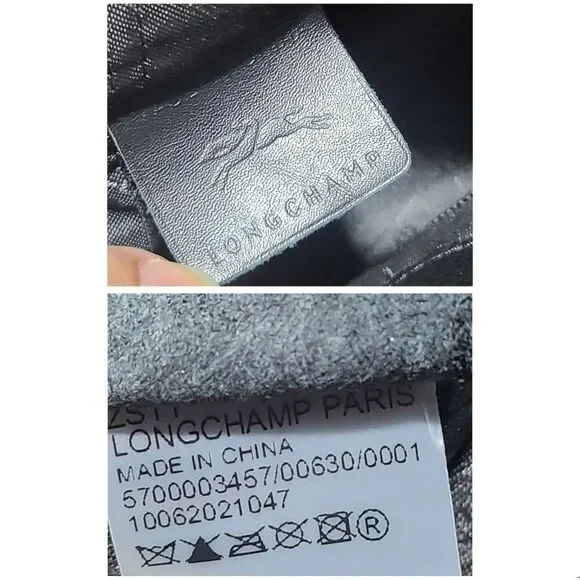 LONGCHAMP
LONGCHAMP PARIS
MADE IN CHINA
5700003457/00630/0001
10062021047
®